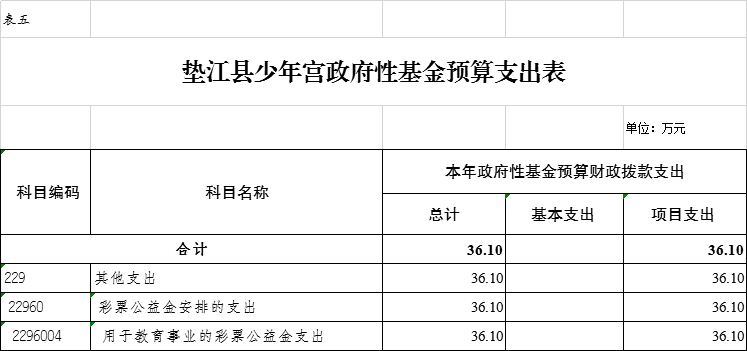 表五
垫江县少年宫政府性基金预算支出表
单位：万元
科目编码 科目名称 本年政府性基金预算财政拨款支出
总计 基本支出 项目支出
合计 36.10 36.10
229 其他支出 36.10 36.10
22960 彩票公益金安排的支出 36.10 36.10
2296004 用于教育事业的彩票公益金支出 36.10 36.10